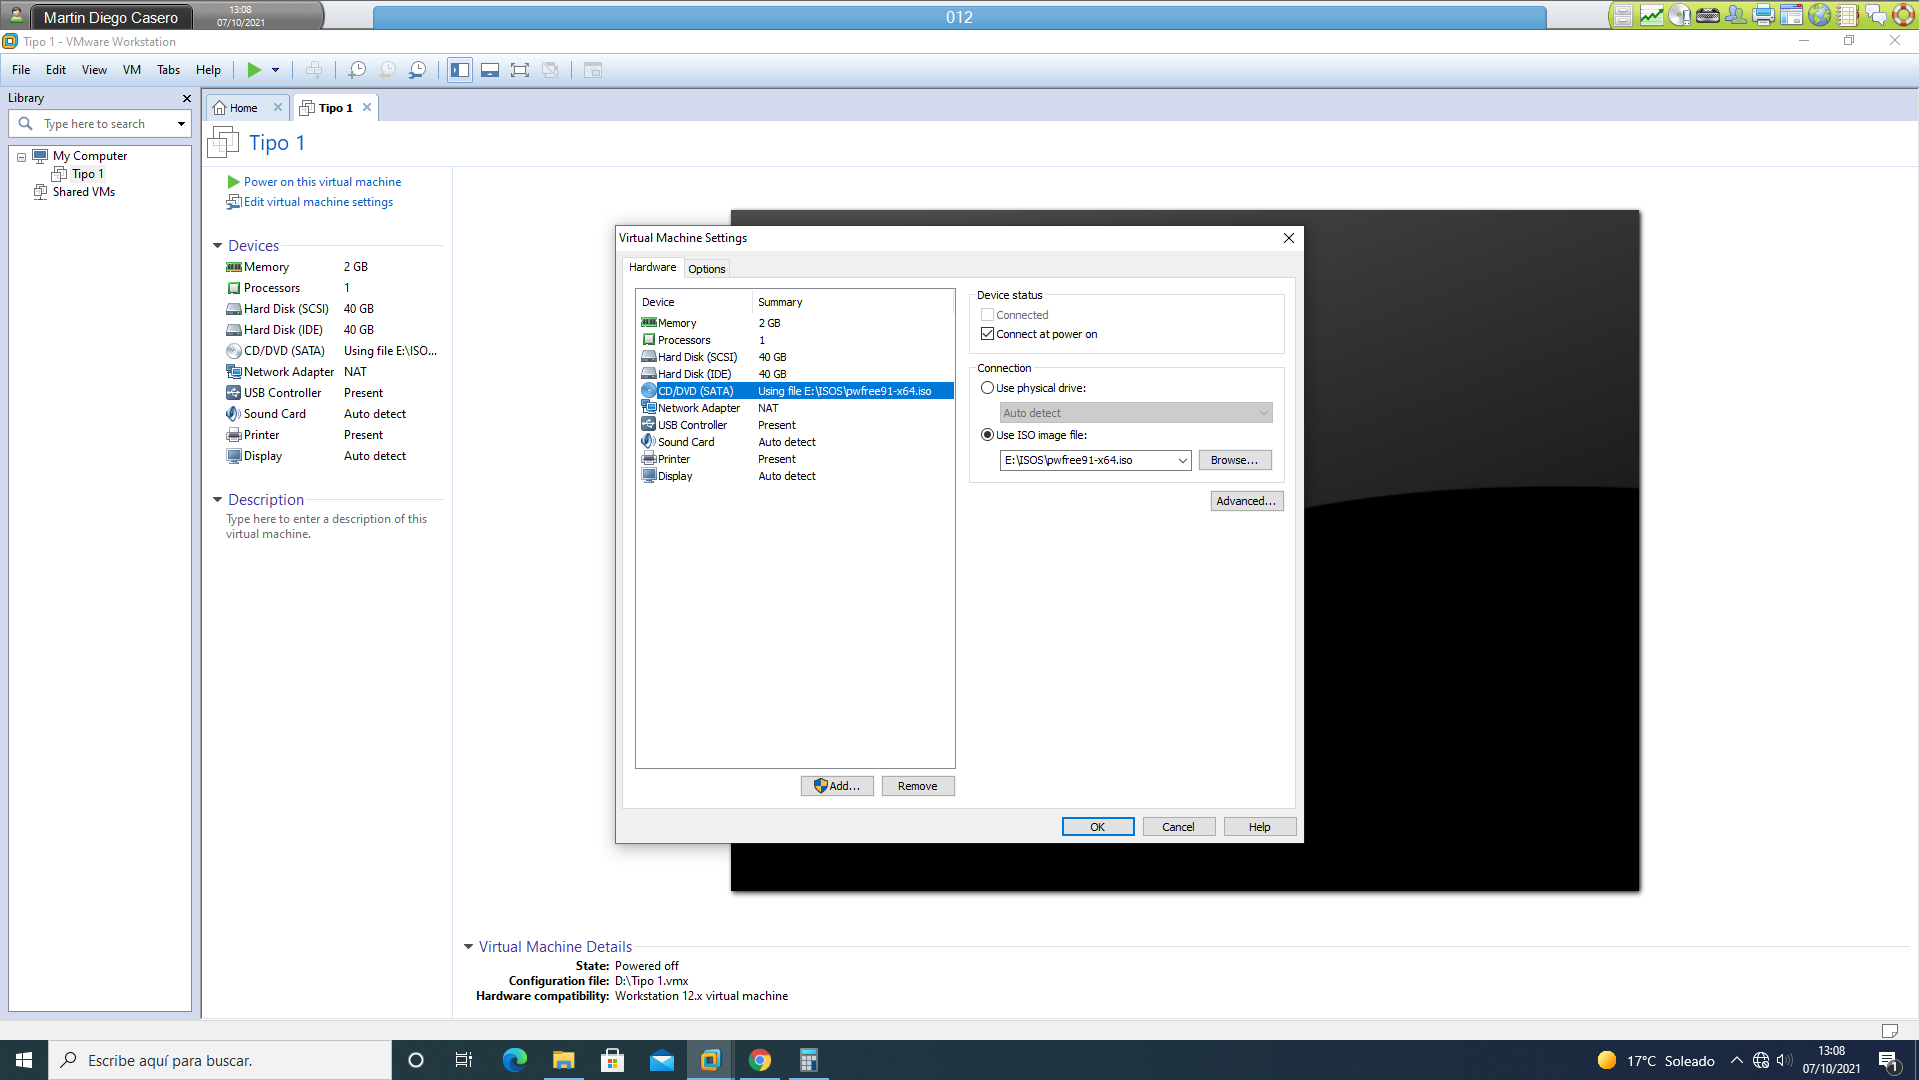 Martin Diego Casero
13:08
07/10/2021
012
Tipo 1 - VMware Workstation
File Edit View VM Tabs Help
Library
Type here to search
My Computer
Tipo 1
Shared VMs
Home
Tipo 1
Tipo 1
Power on this virtual machine
Edit virtual machine settings
Devices
Memory 2 GB
Processors 1
Hard Disk (SCSI) 40 GB
Hard Disk (IDE) 40 GB
CD/DVD (SATA) Using file E:\ISO...
Network Adapter NAT
USB Controller Present
Sound Card Auto detect
Printer Present
Display Auto detect
Description
Type here to enter a description of this
virtual machine.
Virtual Machine Settings
Hardware Options
Device Summary
Memory 2 GB
Processors 1
Hard Disk (SCSI) 40 GB
Hard Disk (IDE) 40 GB
CD/DVD (SATA) Using file E:\ISOS\pwfree91-x64.iso
Network Adapter NAT
USB Controller Present
Sound Card Auto detect
Printer Present
Display Auto detect
Add...
Remove
Device status
Connected
Connect at power on
Connection
Use physical drive:
Auto detect
Use ISO image file:
E:\ISOS\pwfree91-x64.iso
Browse...
Advanced...
OK
Cancel
Help
Virtual Machine Details
State: Powered off
Configuration file: D:\Tipo 1.vmx
Hardware compatibility: Workstation 12.x virtual machine
Escribe aquí para buscar.
17°C Soleado
13:08
07/10/2021
1